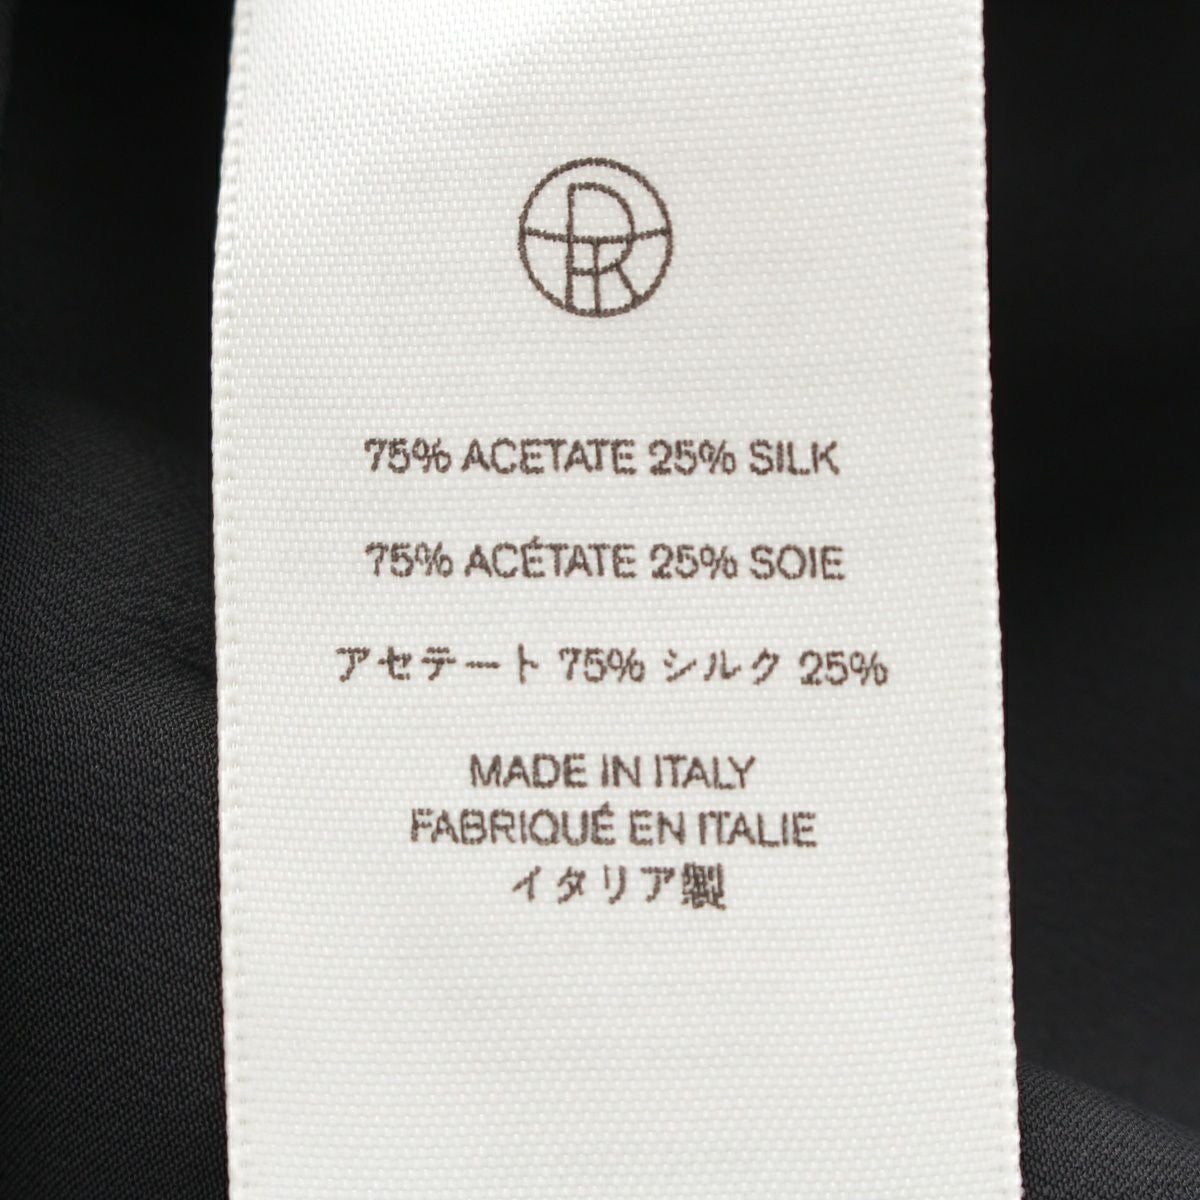 75% ACETATE 25% SILK
75% ACÉTATE 25% SOIE
アセテート 75% シルク 25%
MADE IN ITALY
FABRIQUÉ EN ITALIE
イタリア製